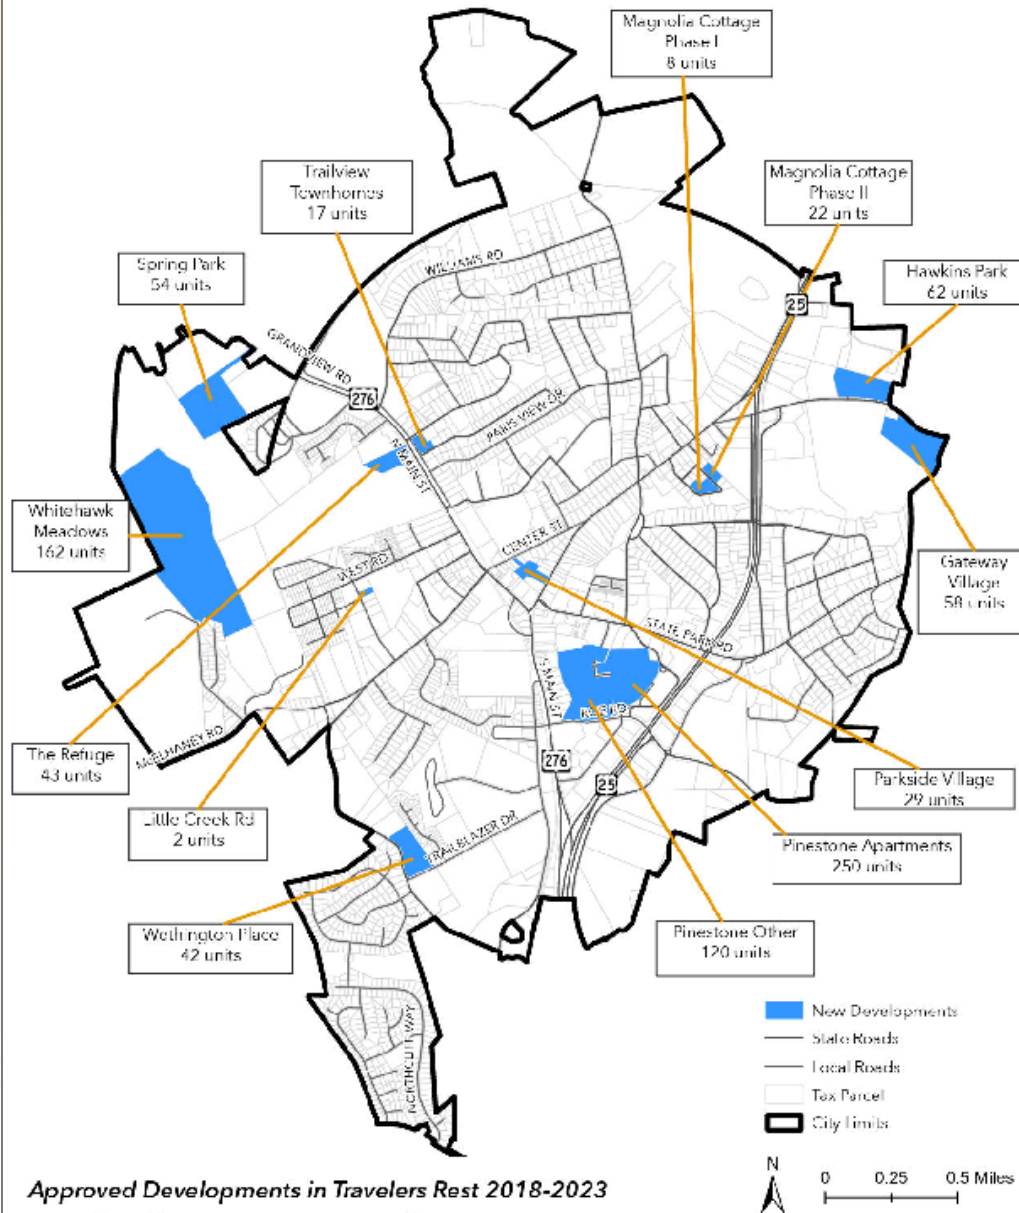 Magnolia Cottage
Phase I
8 units
Trailview
Townhomes
17 units
Magnolia Cottage
Phase II
22 units
Spring Park
54 units
Hawkins Park
62 units
WILLIAMS RD
25
GRANDVIEW RD
276
PARIS VIEW DR
N MAIN ST
Whitehawk
Meadows
162 units
CENTER ST
WEST RD
Gateway
Village
58 units
STATE PARK RD
S MAIN ST
MCELHANEY RD
The Refuge
43 units
276
25
Parkside Village
29 units
Little Creek Rd
2 units
TRAILBLAZER DR
Pinestone Apartments
250 units
Wethington Place
42 units
Pinestone Other
120 units
NORTHCLIFF WAY
New Developments
State Roads
Local Roads
Tax Parcel
City Limits
N
0 0.25 0.5 Miles
Approved Developments in Travelers Rest 2018-2023